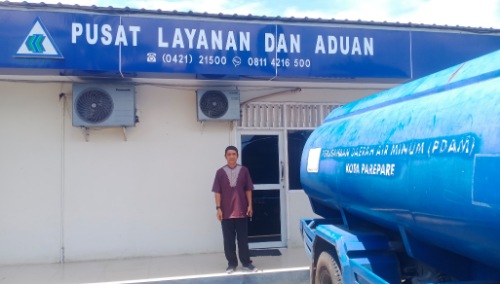 PUSAT LAYANAN DAN ADUAN
(0421) 21500 0811 4216 500
PERUSAHAAN DAERAH AIR MINUM (PDAM)
KOTA PAREPARE